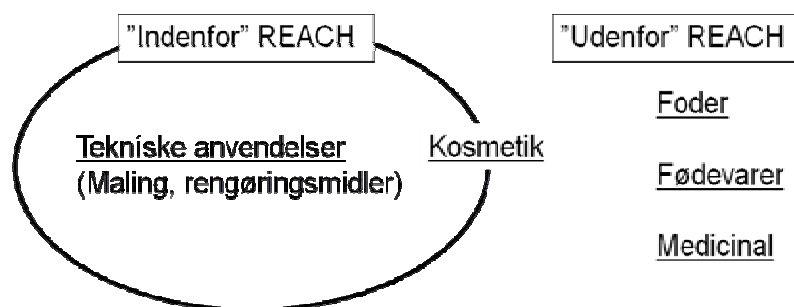 "Indenfor" REACH
"Udenfor" REACH
Tekniske anvendelser
(Maling, rengøringsmidler)
Kosmetik
Foder
Fødevarer
Medicinal